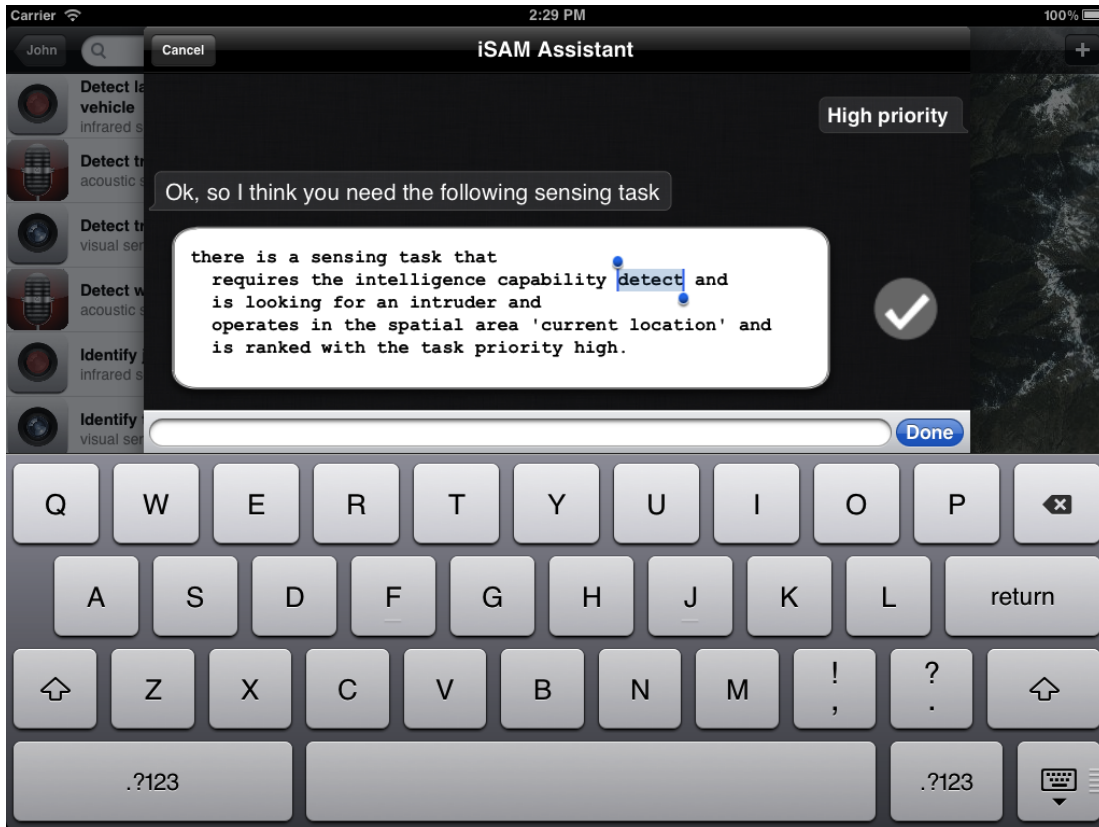 Carrier
2:29 PM
100%
John
Cancel
iSAM Assistant
+
Detect
vehicle
infrared
Detect
acoustic
Detect
visual
Detect
acoustic
Identify
infrared
Identify
visual
High priority
Ok, so I think you need the following sensing task
there is a sensing task that
requires the intelligence capability detect and
is looking for an intruder and
operates in the spatial area 'current location' and
is ranked with the task priority high.
Done
Q W E R T Y U I O P
A S D F G H J K L return
Z X C V B N M ! , ? .
.?123 .?123